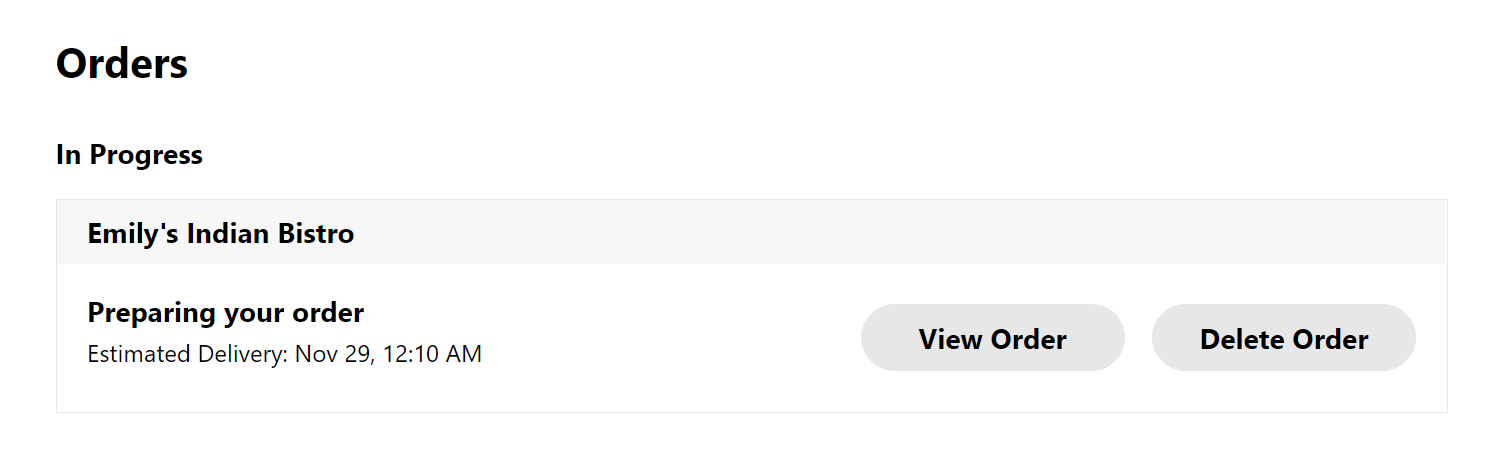 Orders
In Progress
Emily's Indian Bistro
Preparing your order
Estimated Delivery: Nov 29, 12:10 AM
View Order
Delete Order